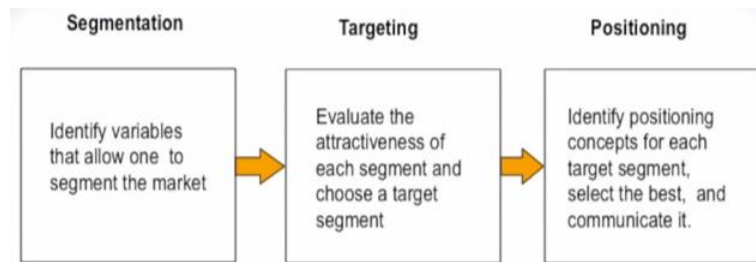 Segmentation
Targeting
Positioning
Identify variables
that allow one to
segment the market
Evaluate the
attractiveness of
each segment and
choose a target
segment
Identify positioning
concepts for each
target segment,
select the best, and
communicate it.